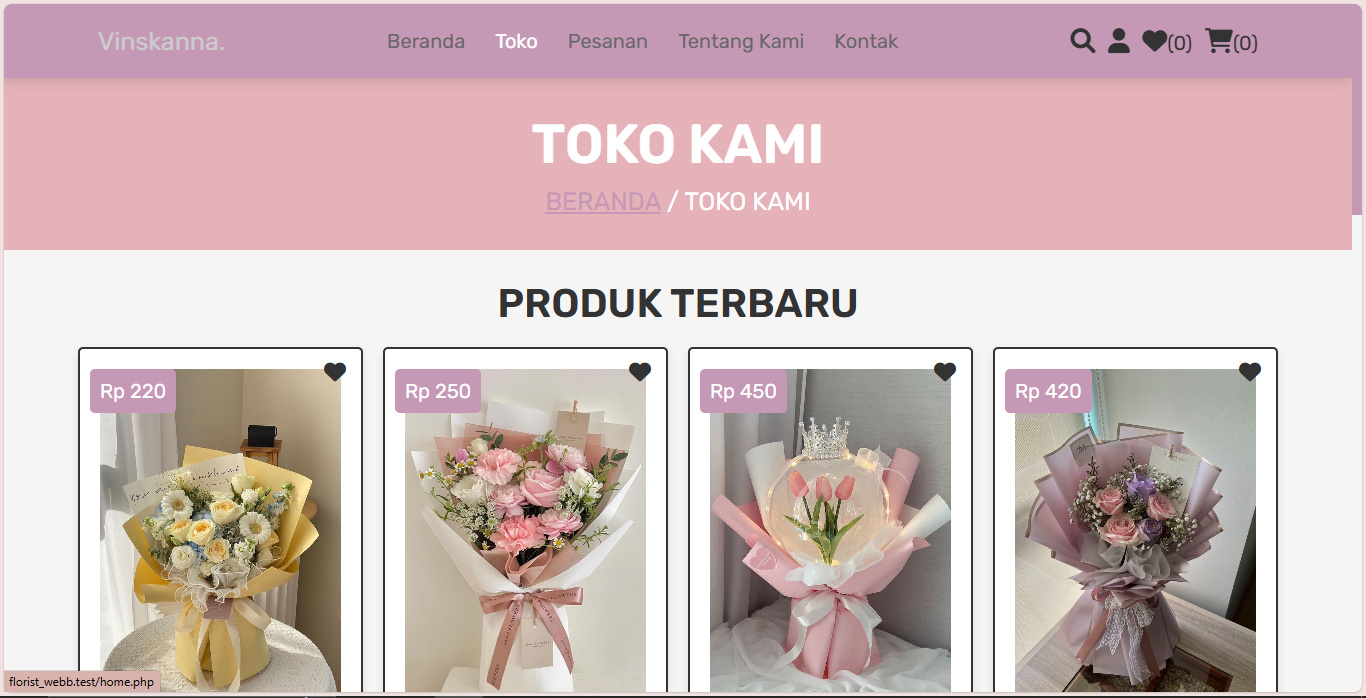 Vinskanna.
Beranda Toko Pesanan Tentang Kami Kontak
(0) (0)
TOKO KAMI
BERANDA / TOKO KAMI
PRODUK TERBARU
Rp 220
Rp 250
Rp 450
Rp 420
florist_webb.test/home.php